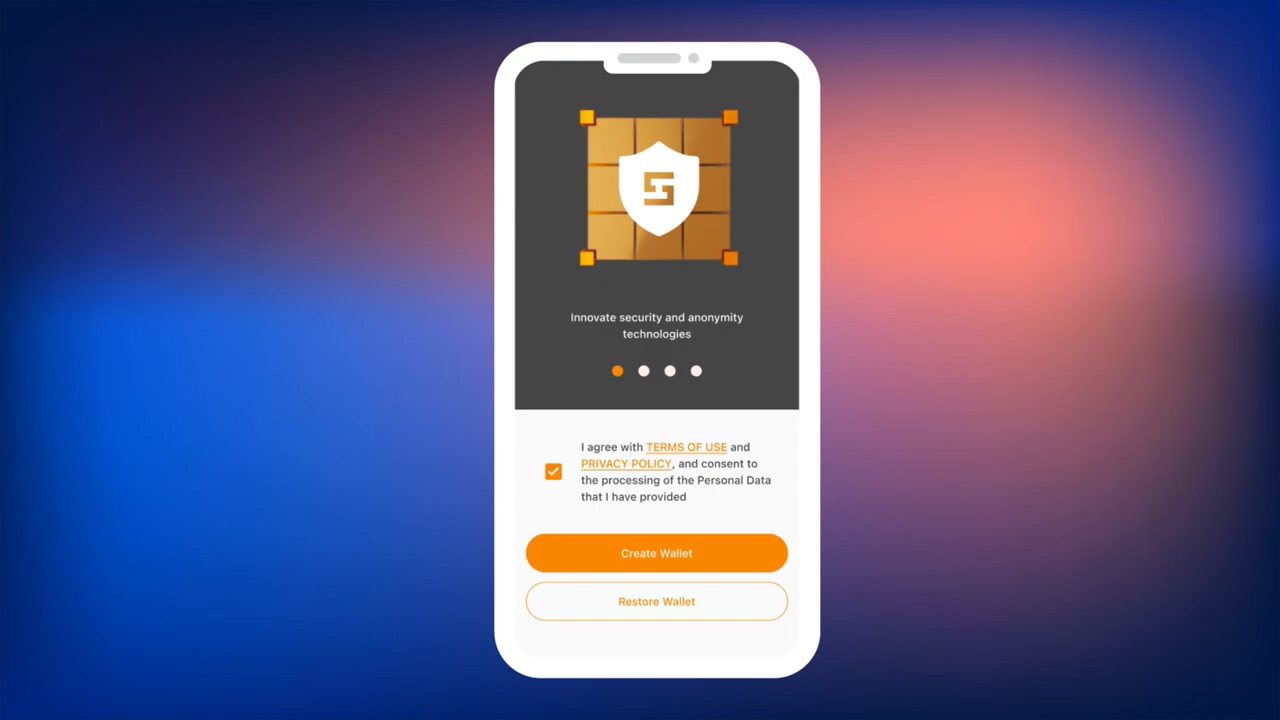 Innovate security and anonymity
technologies
I agree with TERMS OF USE and
PRIVACY POLICY, and consent to
the processing of the Personal Data
that I have provided
Create Wallet
Restore Wallet